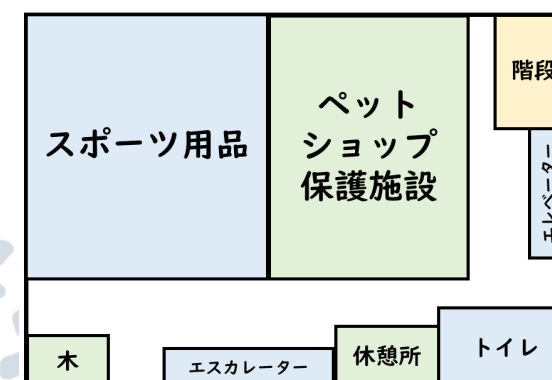 スポーツ用品
ペット
ショップ
保護施設
階段
エレベーター
木
エスカレーター
休憩所
トイレ